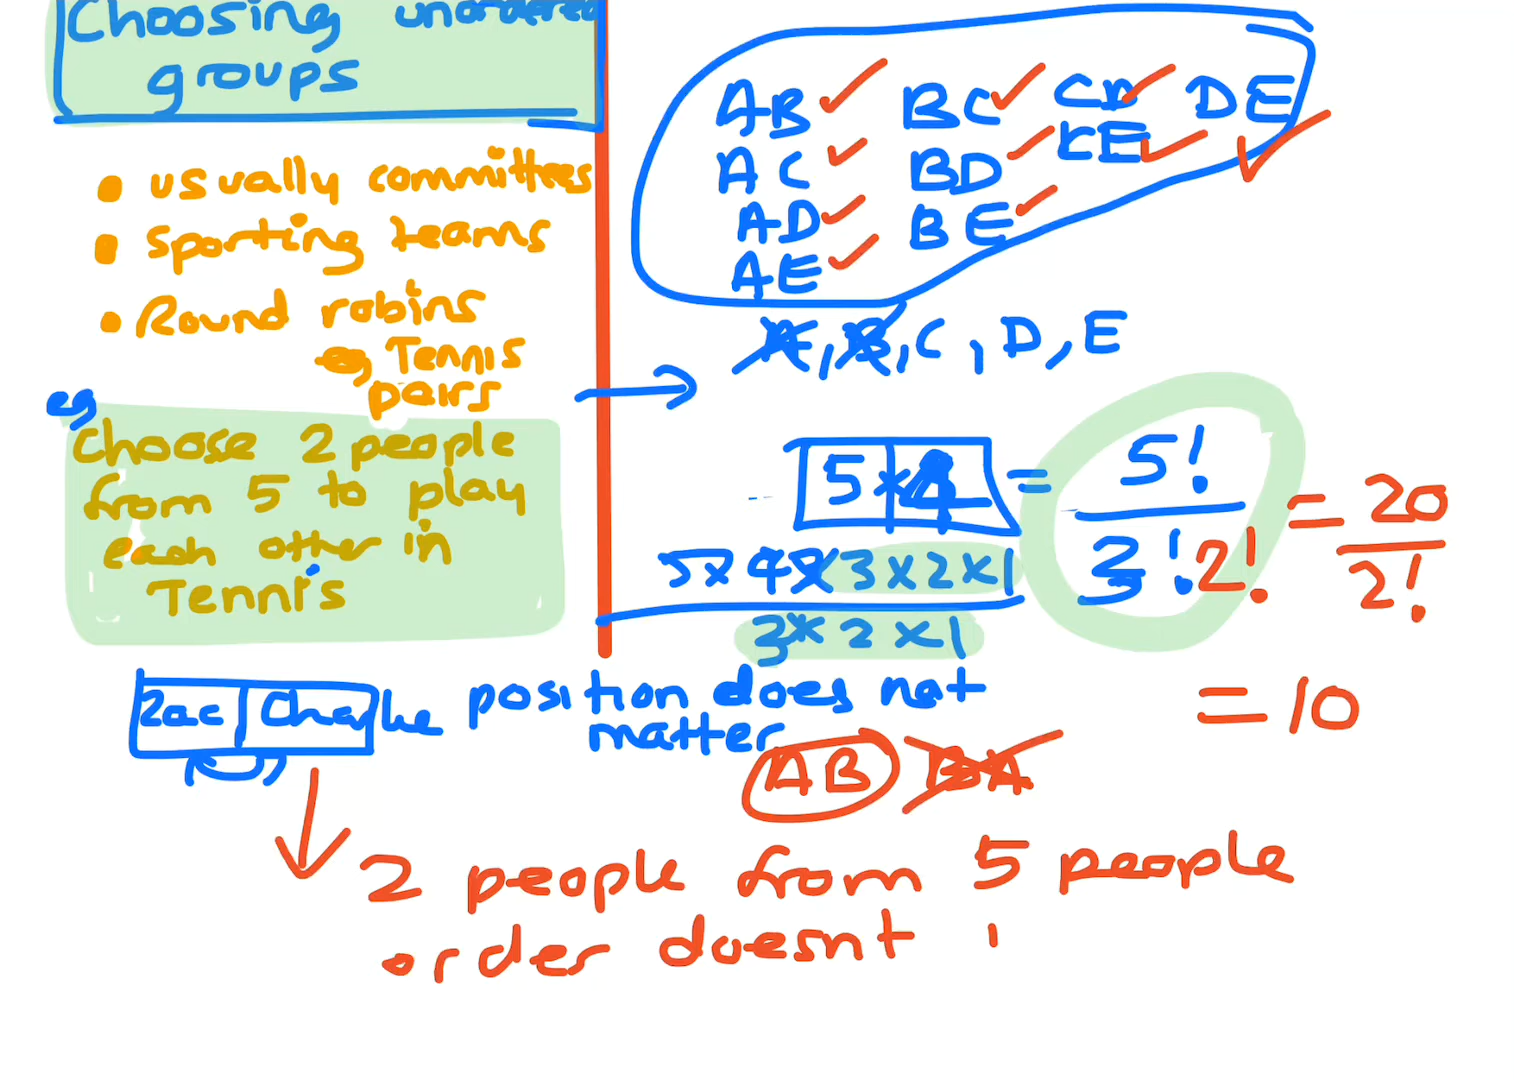 Choosing unordered
groups
• usually committees
• sporting teams
• Round robins
eg Tennis
pairs
eg
Choose 2 people
from 5 to play
each other in
Tennis
AB ✓ BC ✓ CD ✓ DE ✓
AC ✓ BD ✓ CE ✓
AD ✓ BE ✓
AE ✓
A, B, C, D, E
5 × 4 = 5! / 3! 2! = 20 / 2!
5 × 4 × 3 × 2 × 1
3 × 2 × 1
= 10
Zac Charlie position does not
matter
AB BA
2 people from 5 people
order doesnt